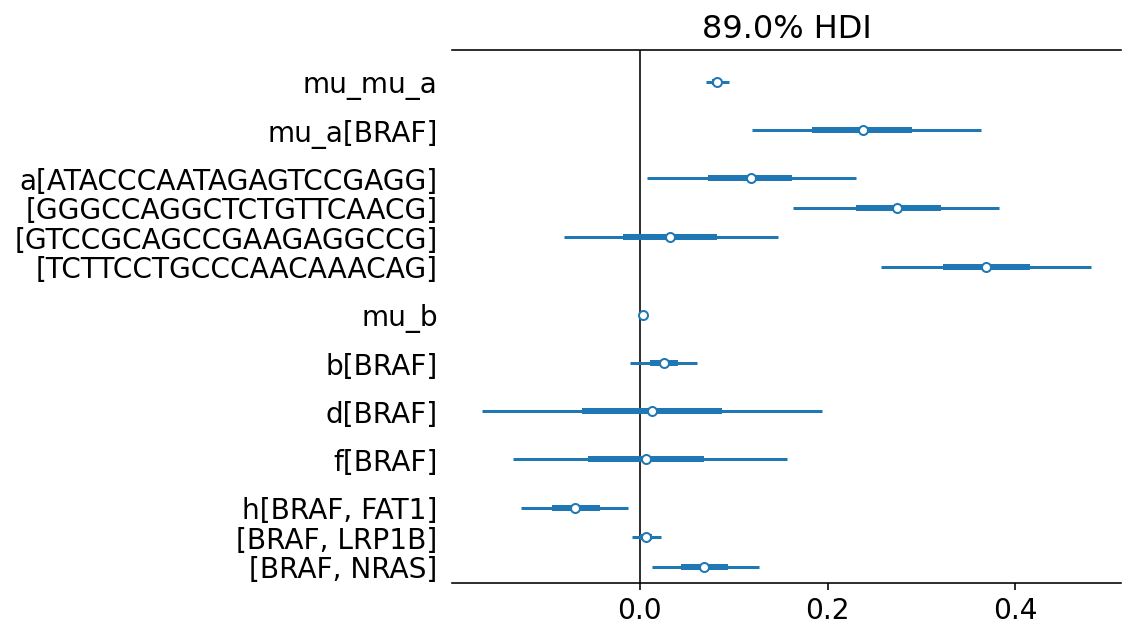 89.0% HDI
mu_mu_a
mu_a[BRAF]
a[ATACCCAATAGAGTCCGAGG]
[GGGCCAGGCTCTGTTCAACG]
[GTCCGCAGCCGAAGAGGCCG]
[TCTTCCTGCCCAACAAACAG]
mu_b
b[BRAF]
d[BRAF]
f[BRAF]
h[BRAF, FAT1]
[BRAF, LRP1B]
[BRAF, NRAS]
0.0 0.2 0.4